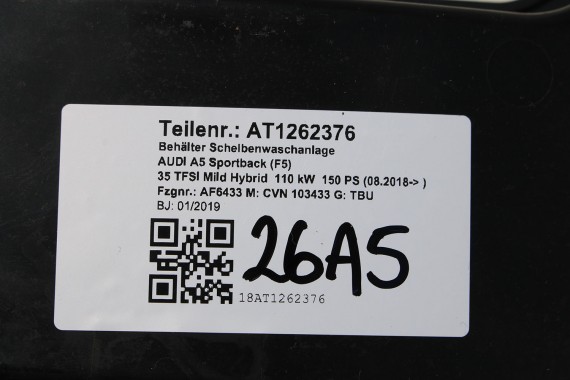 Teilenr.: AT1262376
Behälter Scheibenwaschanlage
AUDI A5 Sportback (F5)
35 TFSI Mild Hybrid 110 kW 150 PS (08.2018-> )
Fzgnr.: AF6433 M: CVN 103433 G: TBU
BJ: 01/2019
26A5
18AT1262376